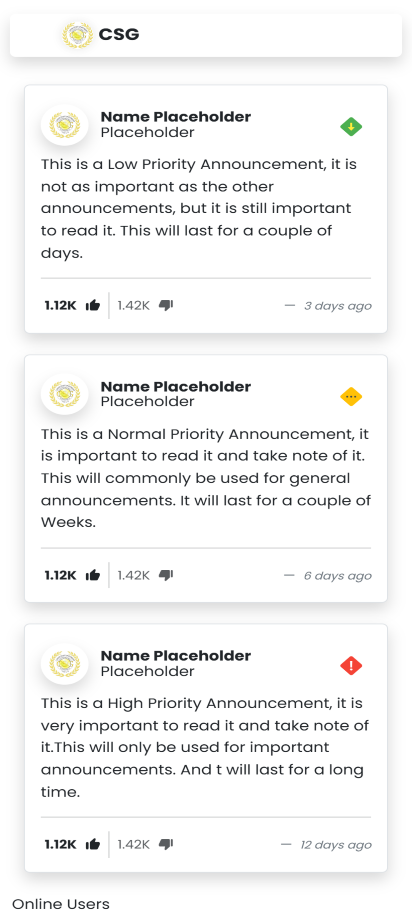 CSG
Name Placeholder
Placeholder
This is a Low Priority Announcement, it is
not as important as the other
announcements, but it is still important
to read it. This will last for a couple of
days.
1.12K 1.42K — 3 days ago
Name Placeholder
Placeholder
This is a Normal Priority Announcement, it
is important to read it and take note of it.
This will commonly be used for general
announcements. It will last for a couple of
Weeks.
1.12K 1.42K — 6 days ago
Name Placeholder
Placeholder
This is a High Priority Announcement, it is
very important to read it and take note of
it.This will only be used for important
announcements. And t will last for a long
time.
1.12K 1.42K — 12 days ago
Online Users